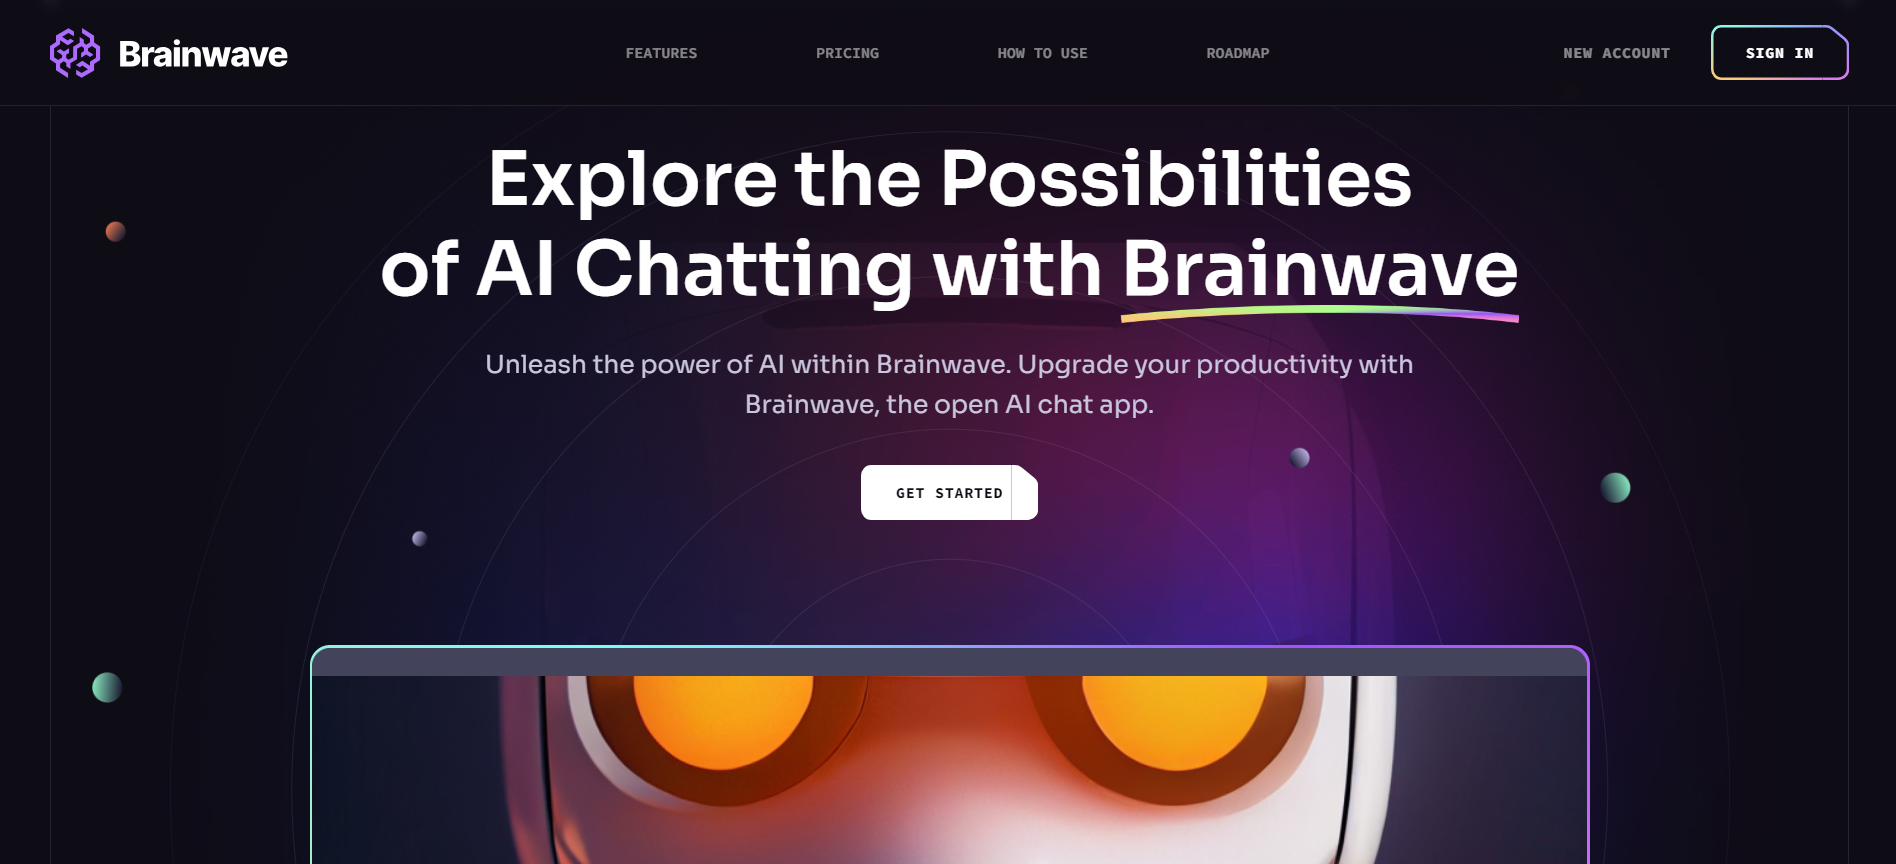 Brainwave
FEATURES
PRICING
HOW TO USE
ROADMAP
NEW ACCOUNT
SIGN IN
Explore the Possibilities
of AI Chatting with Brainwave
Unleash the power of AI within Brainwave. Upgrade your productivity with
Brainwave, the open AI chat app.
GET STARTED